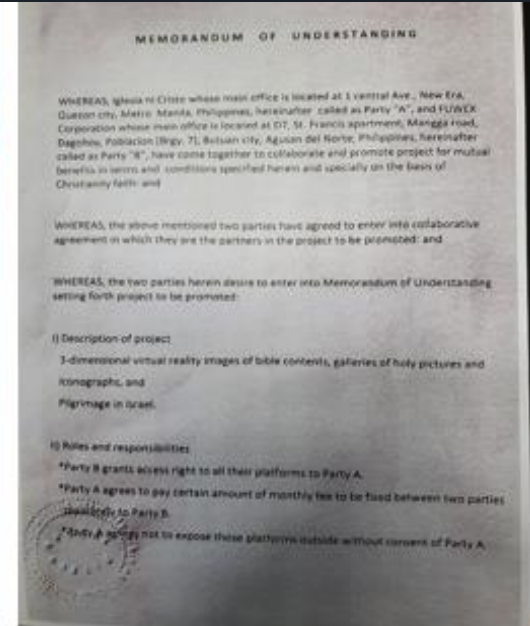 MEMORANDUM OF UNDERSTANDING
WHEREAS, Iglesia ni Cristo whose main office is located at 1 ventral Ave., New Era,
Quezon city, Metro Manila, Philippines, hereinafter called as Party "A", and FUWEX
Corporation whose main office is located at D7, St. Francis apartment, Mangga road,
Dagohoy, Poblacion (Brgy. 7), Butuan city, Agusan del Norte, Philippines, hereinafter
called as Party "B", have come together to collaborate and promote project for mutual
benefits in terms and conditions specified herein and specially on the basis of
Christianity faith: and
WHEREAS, the above mentioned two parties have agreed to enter into collaborative
agreement in which they are the partners in the project to be promoted: and
WHEREAS, the two parties herein desire to enter into Memorandum of Understanding
setting forth project to be promoted:
I) Description of project
3-dimensional virtual reality images of bible contents, galleries of holy pictures and
iconographs, and
Pilgrimage in Israel.
II) Roles and responsibilities
*Party B grants access right to all their platforms to Party A.
*Party A agrees to pay certain amount of monthly fee to be fixed between two parties
to Party B.
agrees not to expose these platforms outside without consent of Party A.